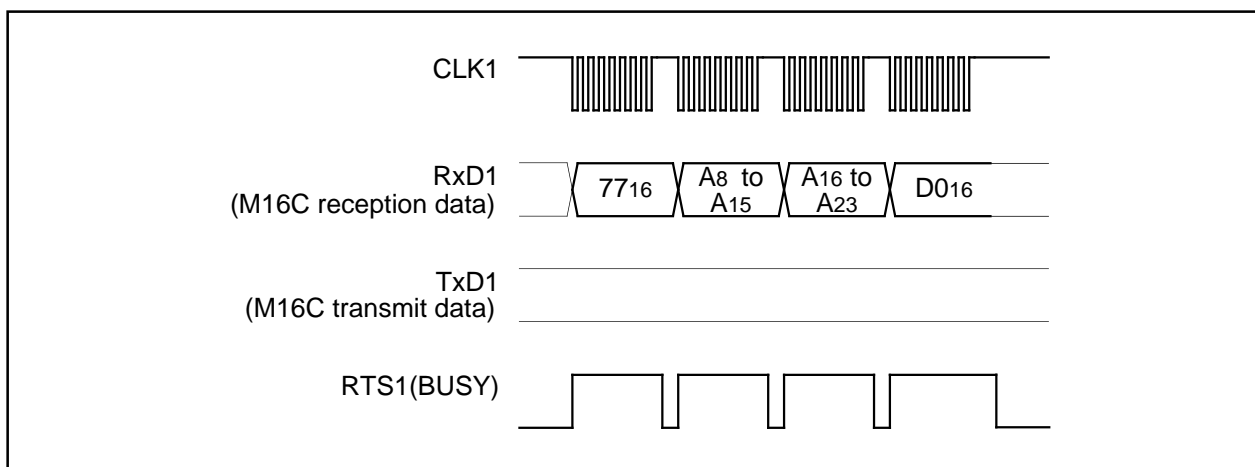 CLK1
RxD1
(M16C reception data)
7716
A8 to
A15
A16 to
A23
D016
TxD1
(M16C transmit data)
RTS1(BUSY)